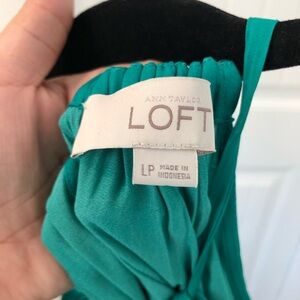 ANN TAYLOR
LOFT
LP MADE IN
INDONESIA